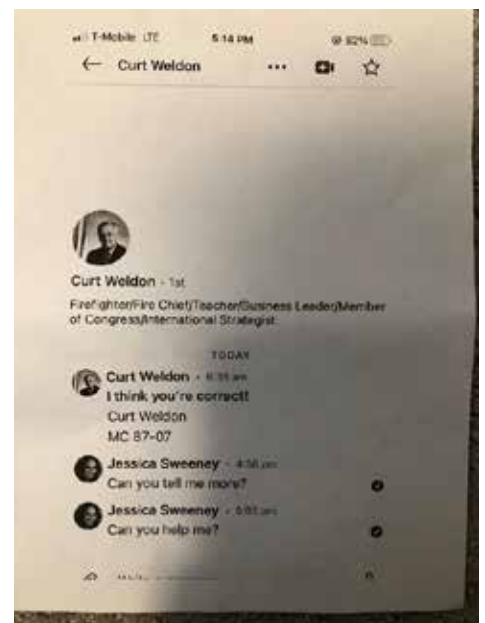 T-Mobile LTE 5:14 PM 92%
← Curt Weldon ...
Curt Weldon · 1st
Firefighter/Fire Chief/Teacher/Business Leader/Member
of Congress/International Strategist
TODAY
Curt Weldon ·
I think you're correct!
Curt Weldon
MC 87-07
Jessica Sweeney ·
Can you tell me more?
Jessica Sweeney ·
Can you help me?